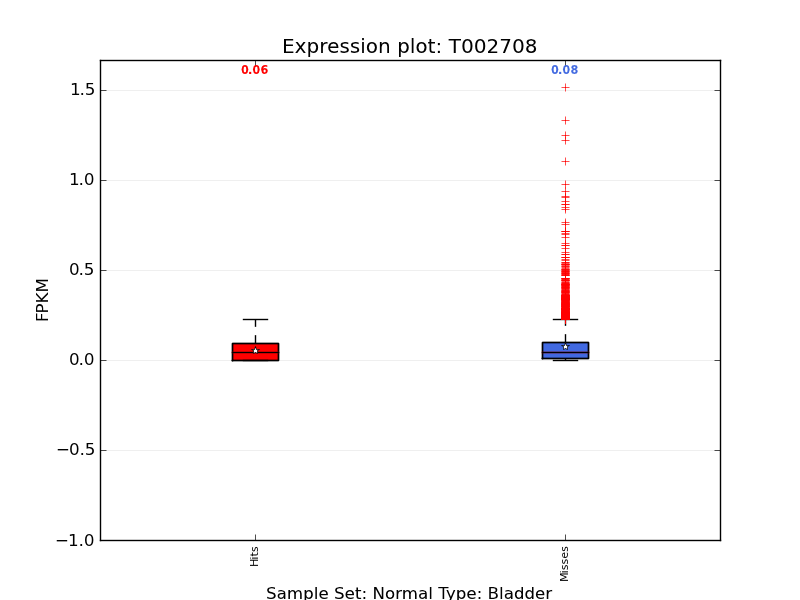 Expression plot: T002708
0.06 0.08
1.5
1.0
0.5
0.0
−0.5
−1.0
FPKM
Hits Misses
Sample Set: Normal Type: Bladder